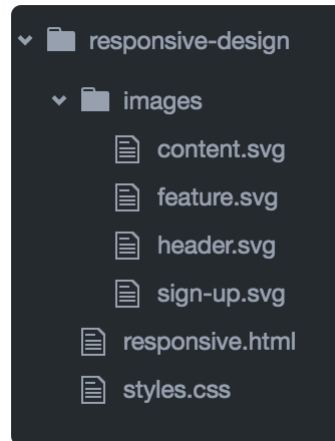 responsive-design
images
content.svg
feature.svg
header.svg
sign-up.svg
responsive.html
styles.css